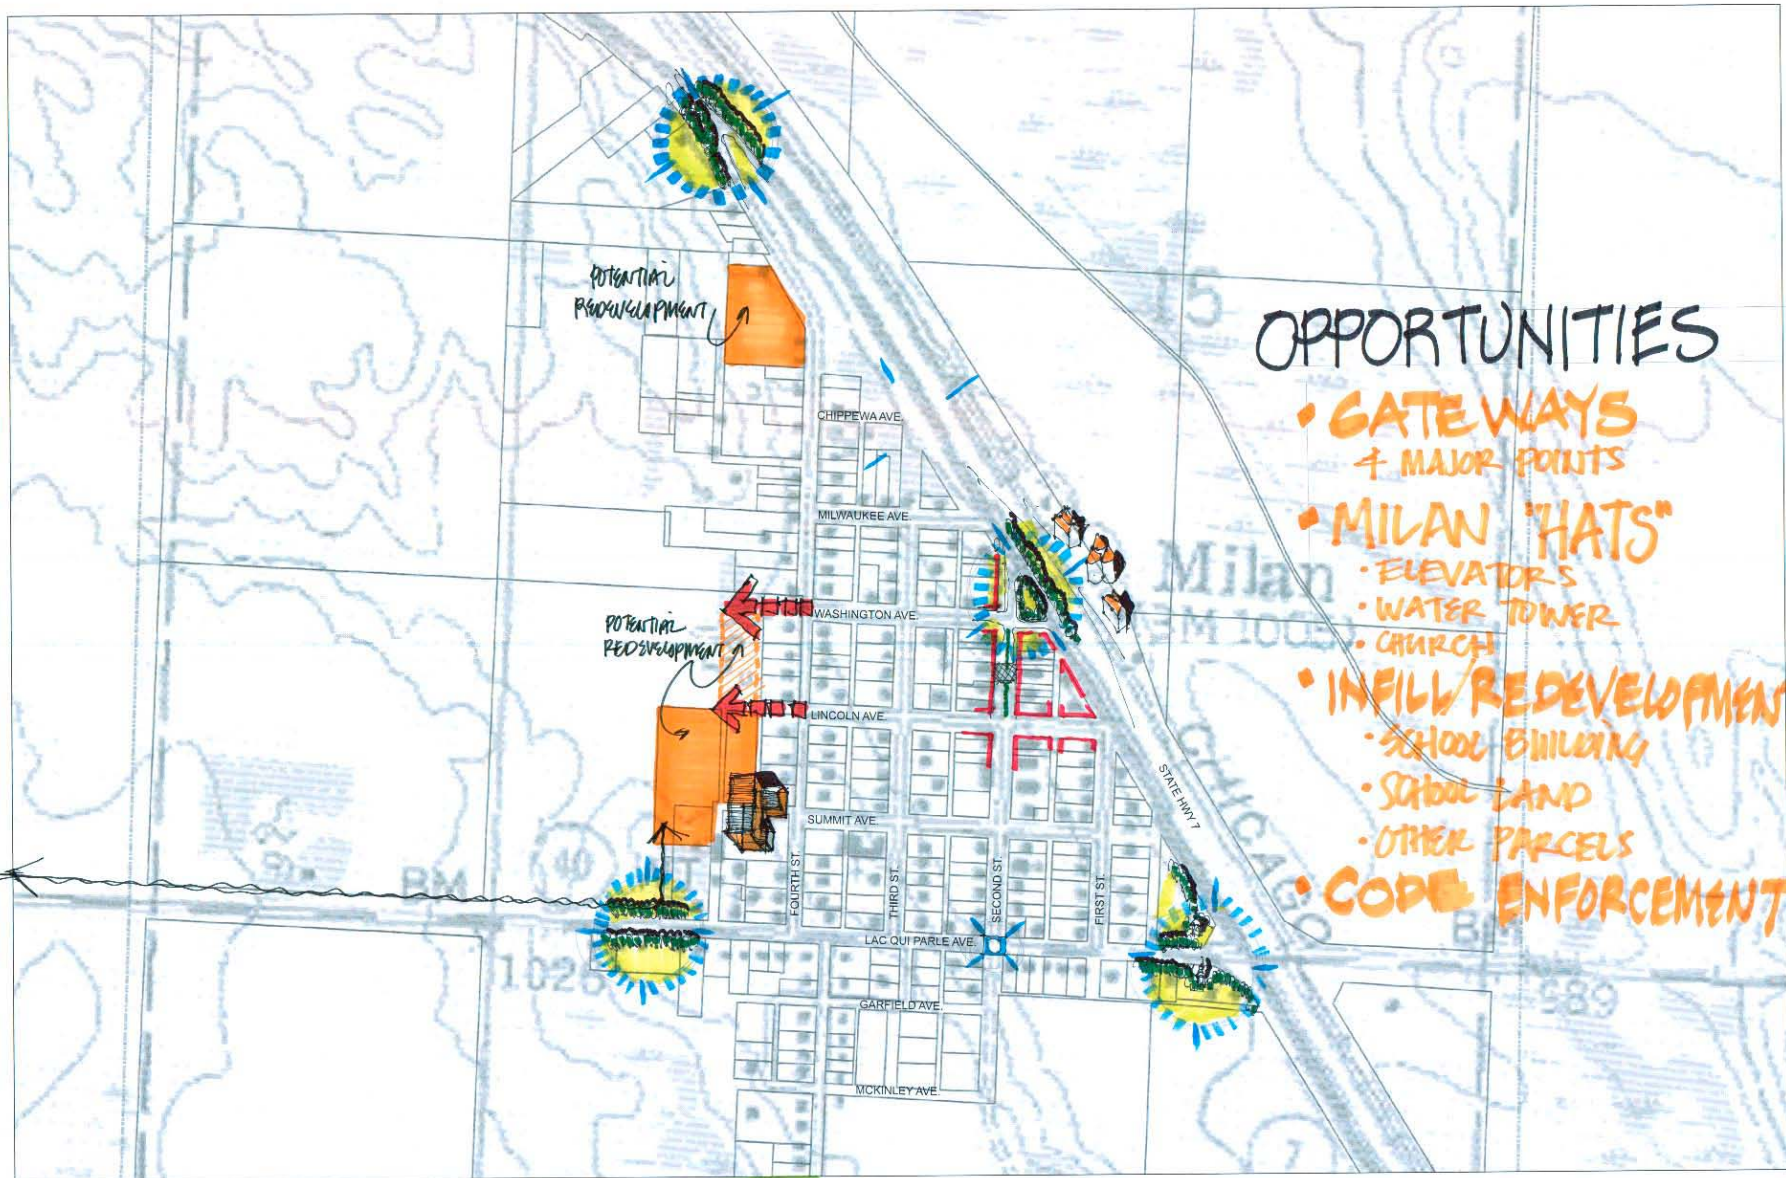 POTENTIAL
REDEVELOPMENT
15
OPPORTUNITIES
• GATEWAYS
4 MAJOR POINTS
• MILAN "HATS"
• ELEVATORS
• WATER TOWER
• CHURCH
• INFILL/REDEVELOPMENT
• SCHOOL BUILDING
• SCHOOL LAND
• OTHER PARCELS
• CODE ENFORCEMENT
CHIPPEWA AVE.
MILWAUKEE AVE.
Milan
WASHINGTON AVE.
POTENTIAL
REDEVELOPMENT
LINCOLN AVE.
STATE HWY 7
CHICAGO
SUMMIT AVE.
40
FOURTH ST.
THIRD ST.
SECOND ST.
FIRST ST.
LAC QUI PARLE AVE.
GARFIELD AVE.
MCKINLEY AVE.